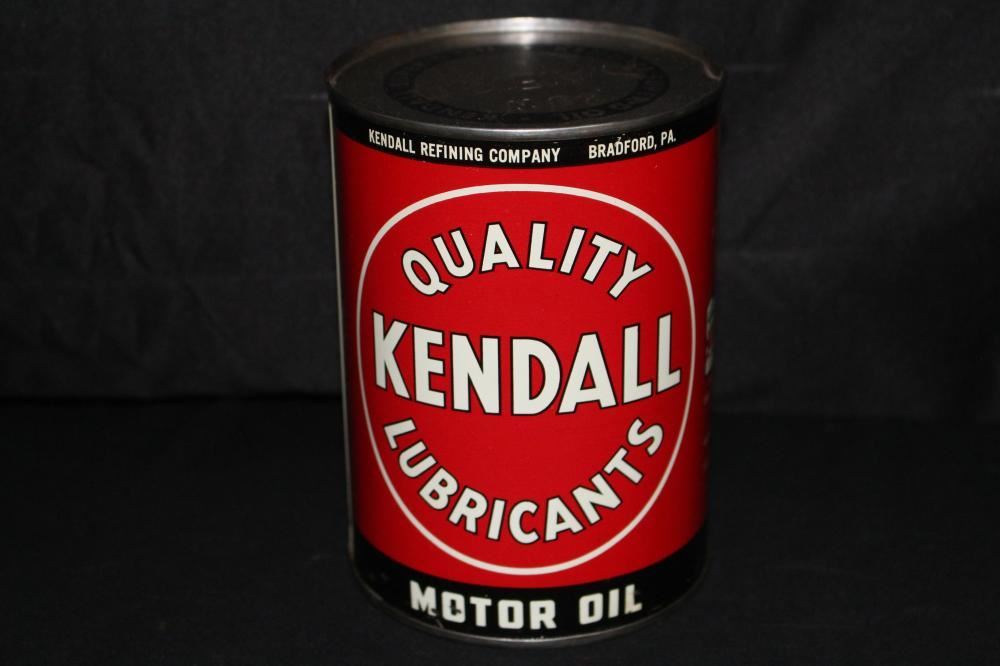 KENDALL REFINING COMPANY BRADFORD, PA.
QUALITY
KENDALL
LUBRICANTS
MOTOR OIL